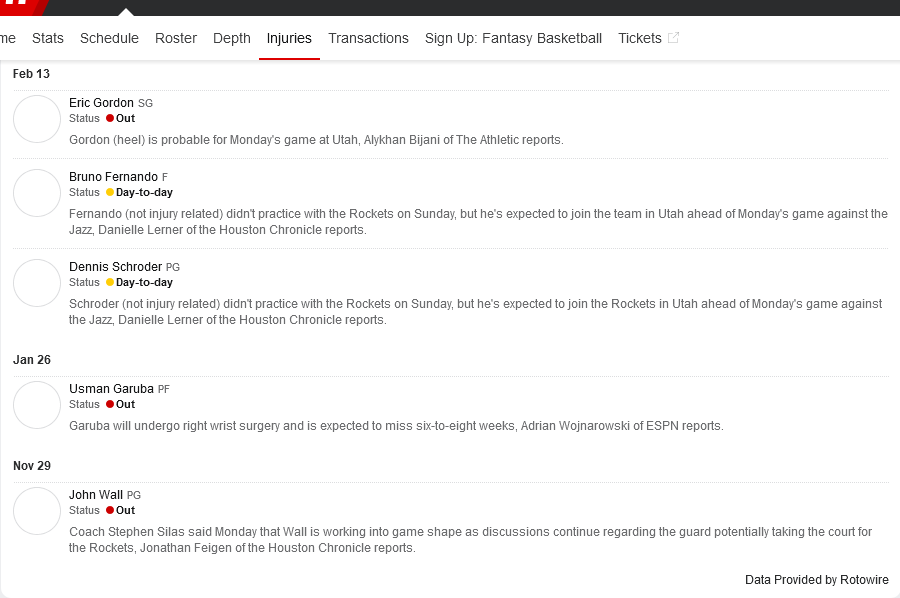 me Stats Schedule Roster Depth Injuries Transactions Sign Up: Fantasy Basketball Tickets
Feb 13
Eric Gordon SG
Status Out
Gordon (heel) is probable for Monday's game at Utah, Alykhan Bijani of The Athletic reports.
Bruno Fernando F
Status Day-to-day
Fernando (not injury related) didn't practice with the Rockets on Sunday, but he's expected to join the team in Utah ahead of Monday's game against the
Jazz, Danielle Lerner of the Houston Chronicle reports.
Dennis Schroder PG
Status Day-to-day
Schroder (not injury related) didn't practice with the Rockets on Sunday, but he's expected to join the Rockets in Utah ahead of Monday's game against
the Jazz, Danielle Lerner of the Houston Chronicle reports.
Jan 26
Usman Garuba PF
Status Out
Garuba will undergo right wrist surgery and is expected to miss six-to-eight weeks, Adrian Wojnarowski of ESPN reports.
Nov 29
John Wall PG
Status Out
Coach Stephen Silas said Monday that Wall is working into game shape as discussions continue regarding the guard potentially taking the court for
the Rockets, Jonathan Feigen of the Houston Chronicle reports.
Data Provided by Rotowire